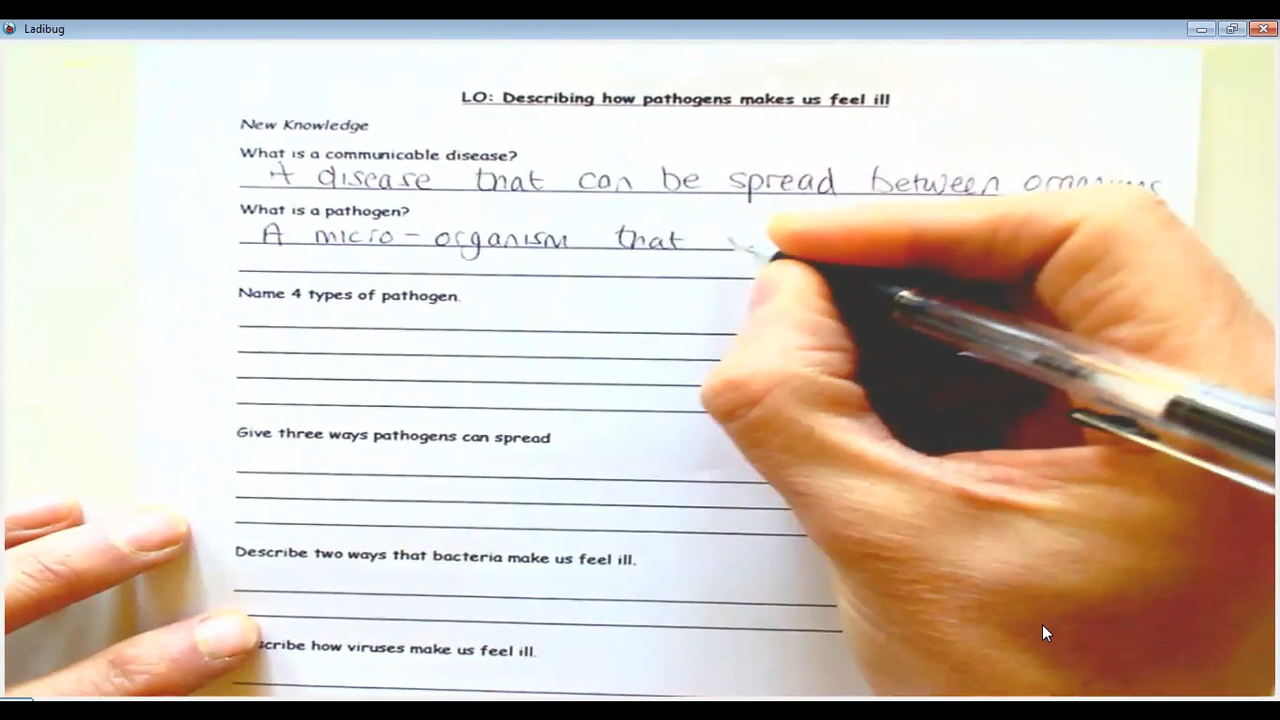 Ladibug
LO: Describing how pathogens makes us feel ill
New Knowledge
What is a communicable disease?
A disease that can be spread between
What is a pathogen?
A micro-organism that
Name 4 types of pathogen.
Give three ways pathogens can spread
Describe two ways that bacteria make us feel ill.
how viruses make us feel ill.